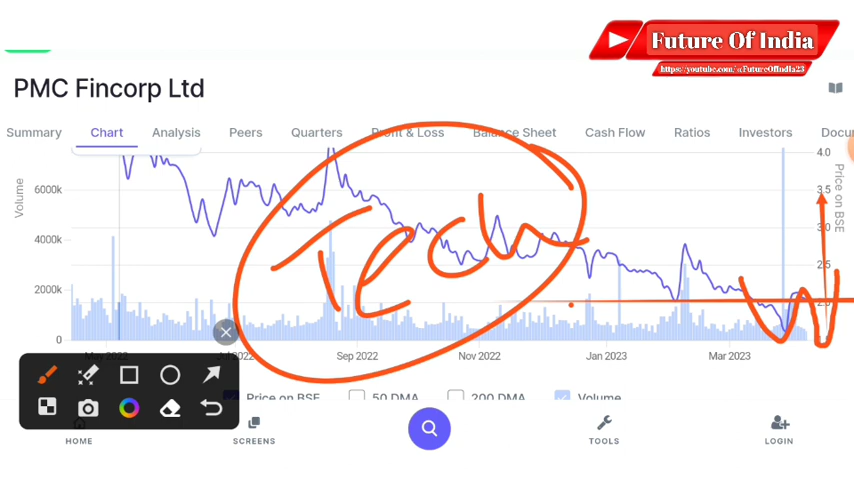 Future Of India
https://youtube.com/@FutureOfIndia23
PMC Fincorp Ltd
Summary Chart Analysis Peers Quarters Profit & Loss Balance Sheet Cash Flow Ratios Investors Docu
4.0
6000k 3.5
4000k 3.0
2.5
2000k
0
Volume
Price on BSE
Sep 2022 Nov 2022 Jan 2023 Mar 2023
Price on BSE 50 DMA 200 DMA Volume
HOME SCREENS TOOLS LOGIN